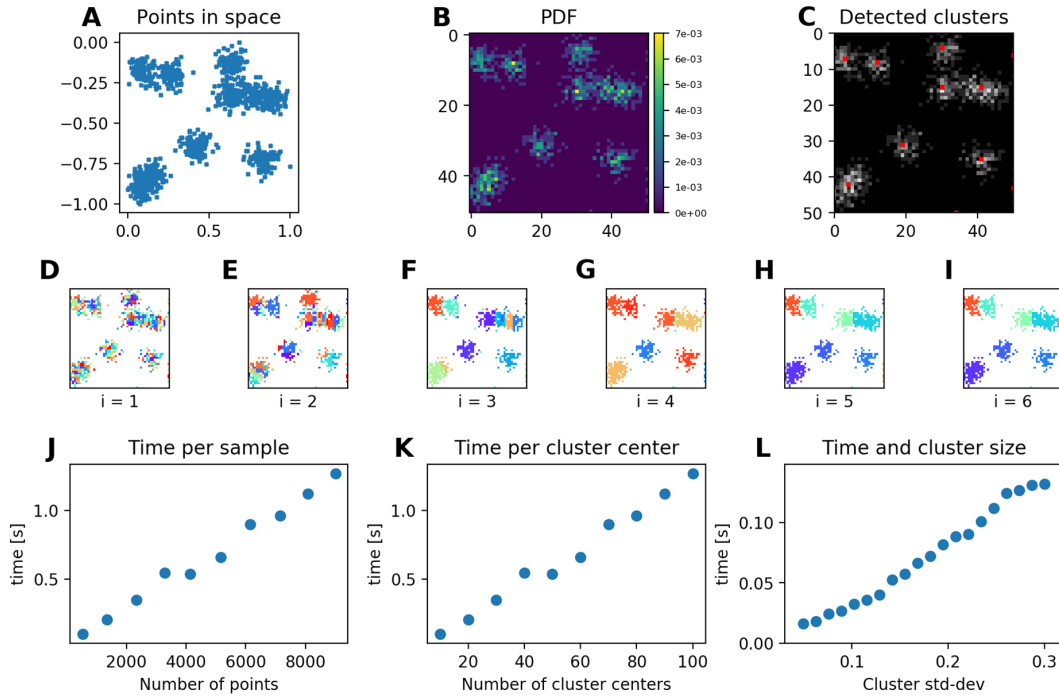 A Points in space
0.00
−0.25
−0.50
−0.75
−1.00
0.0 0.5 1.0
B PDF
0
20
40
0 20 40
7e-03
6e-03
5e-03
4e-03
3e-03
2e-03
1e-03
0e+00
C Detected clusters
0
10
20
30
40
50
0 20 40
D E F G H I
i = 1 i = 2 i = 3 i = 4 i = 5 i = 6
J Time per sample
time [s]
1.0
0.5
2000 4000 6000 8000
Number of points
K Time per cluster center
time [s]
1.0
0.5
20 40 60 80 100
Number of cluster centers
L Time and cluster size
time [s]
0.10
0.05
0.00
0.1 0.2 0.3
Cluster std-dev